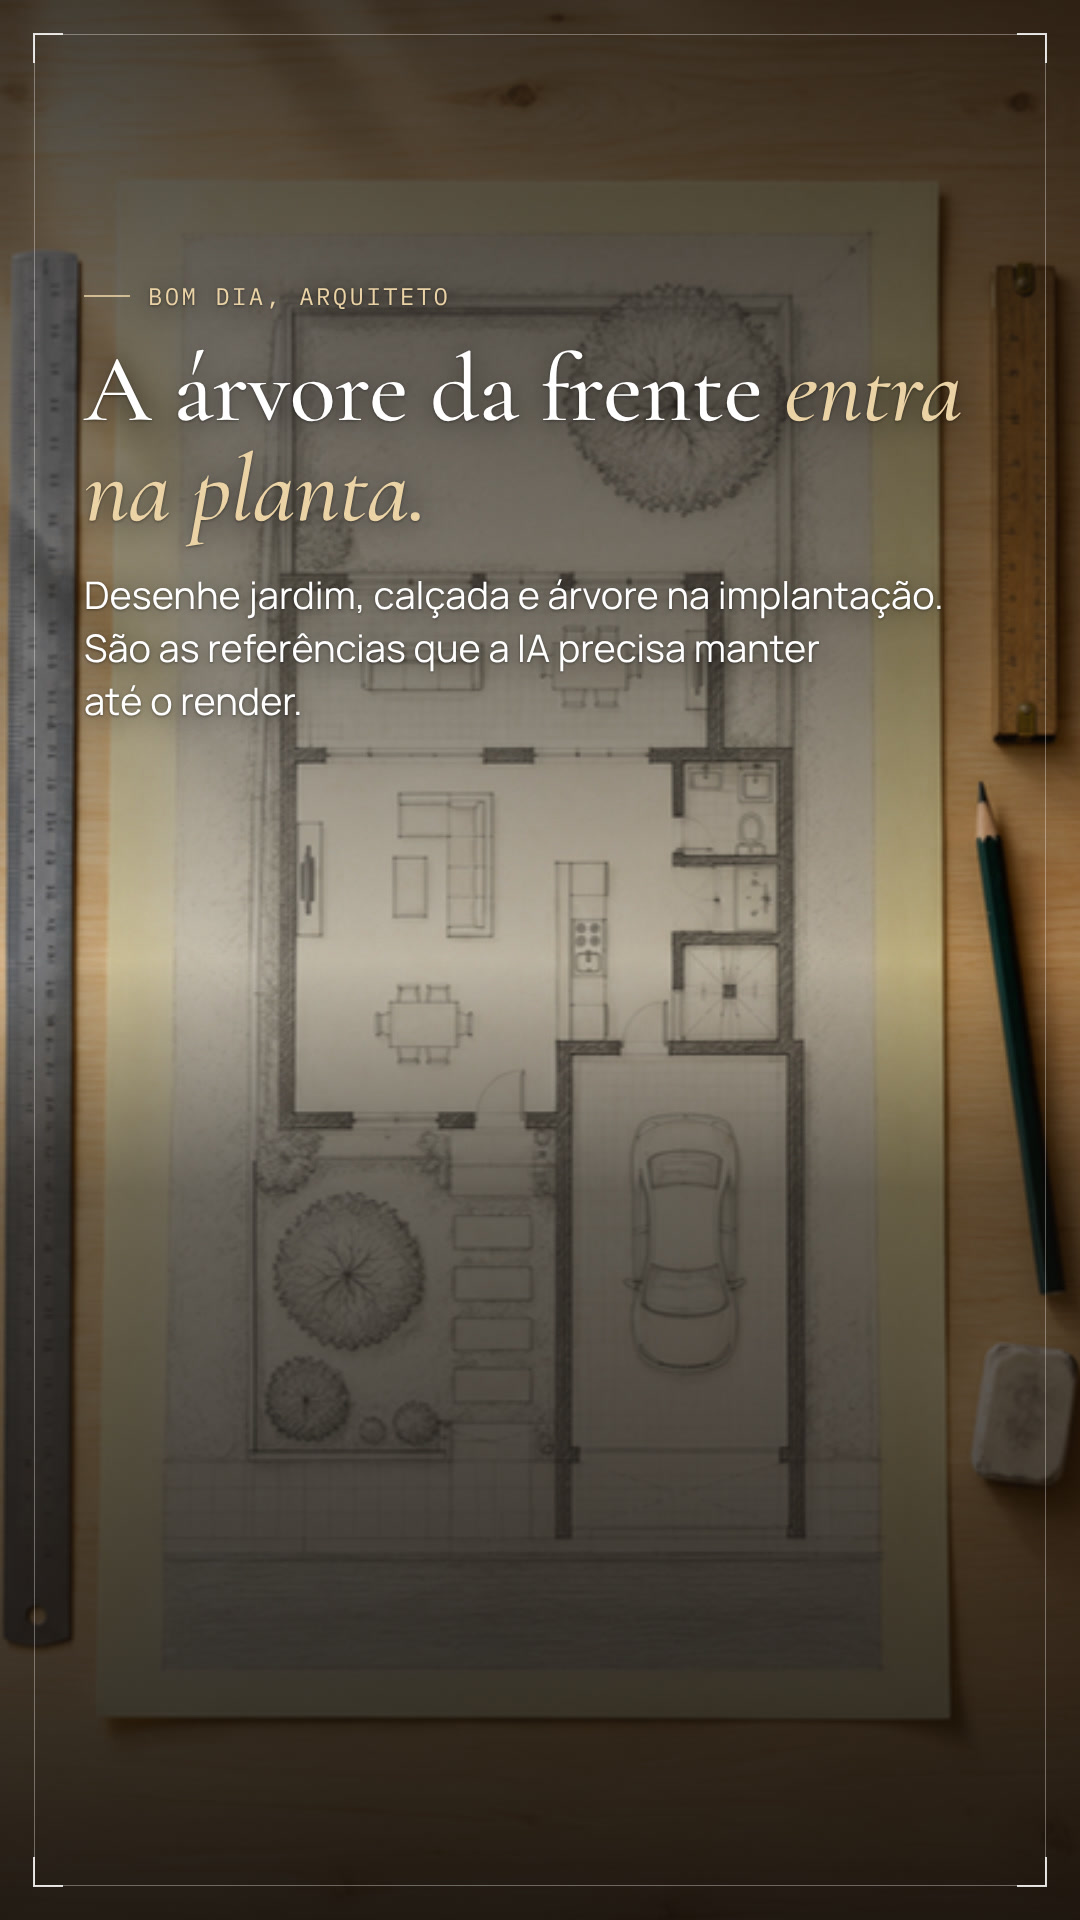 BOM DIA, ARQUITETO
A árvore da frente entra
na planta.
Desenhe jardim, calçada e árvore na implantação.
São as referências que a IA precisa manter
até o render.